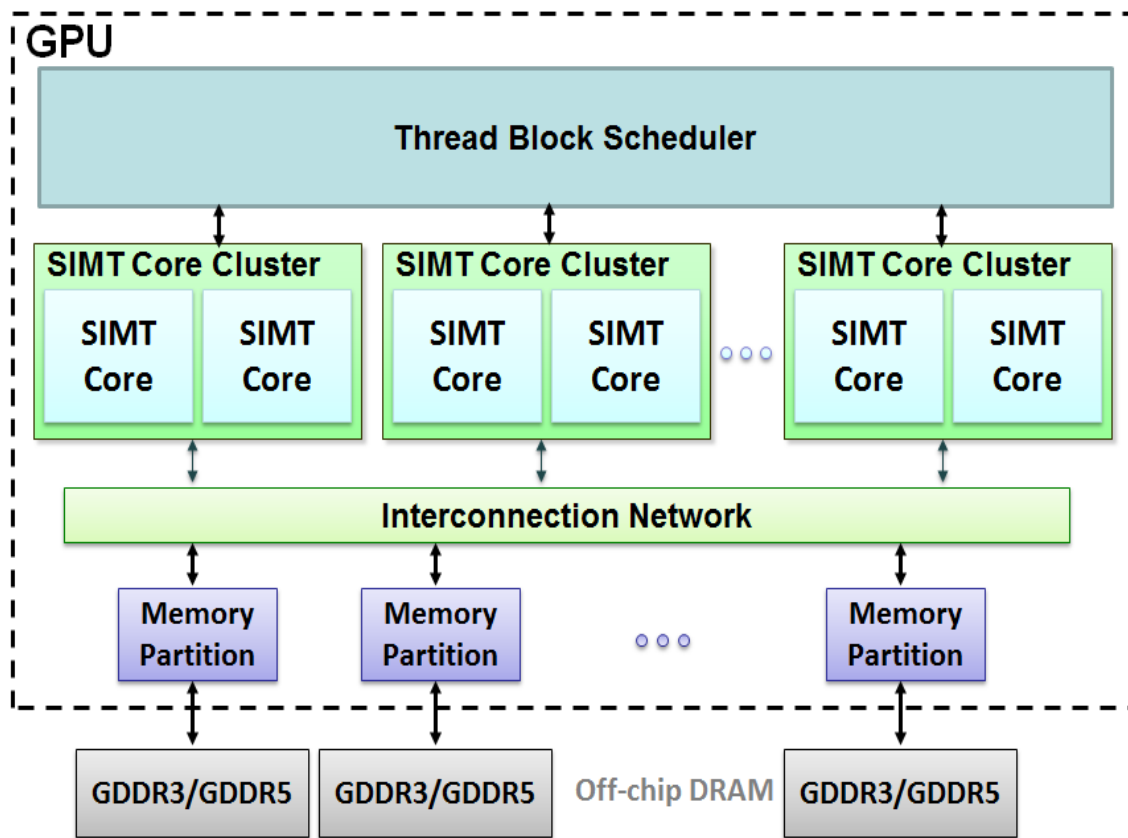 GPU
Thread Block Scheduler
SIMT Core Cluster
SIMT
Core
SIMT
Core
SIMT Core Cluster
SIMT
Core
SIMT
Core
SIMT Core Cluster
SIMT
Core
SIMT
Core
Interconnection Network
Memory
Partition
Memory
Partition
Memory
Partition
GDDR3/GDDR5
GDDR3/GDDR5
Off-chip DRAM
GDDR3/GDDR5